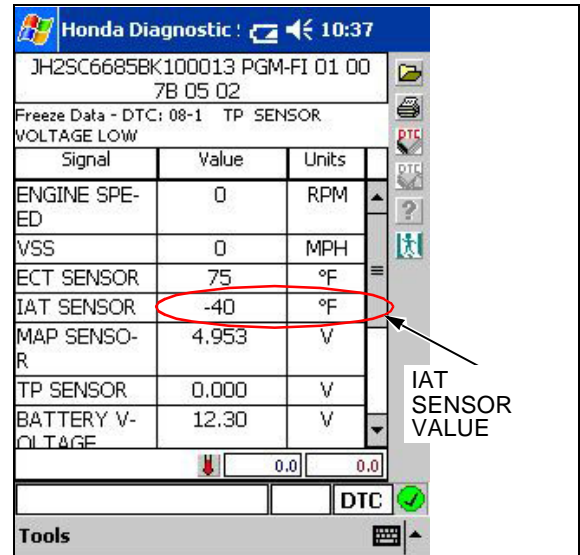 Honda Diagnostic : 10:37
JH2SC6685BK100013 PGM-FI 01 00
7B 05 02
Freeze Data - DTC: 08-1 TP SENSOR
VOLTAGE LOW
Signal Value Units
ENGINE SPE- 0 RPM
ED
VSS 0 MPH
ECT SENSOR 75 °F
IAT SENSOR -40 °F
MAP SENSO- 4.953 V
R
TP SENSOR 0.000 V
BATTERY V- 12.30 V
OLTAGE
0.0 0.0
DTC
Tools
DTC
DTC
?
IAT
SENSOR
VALUE